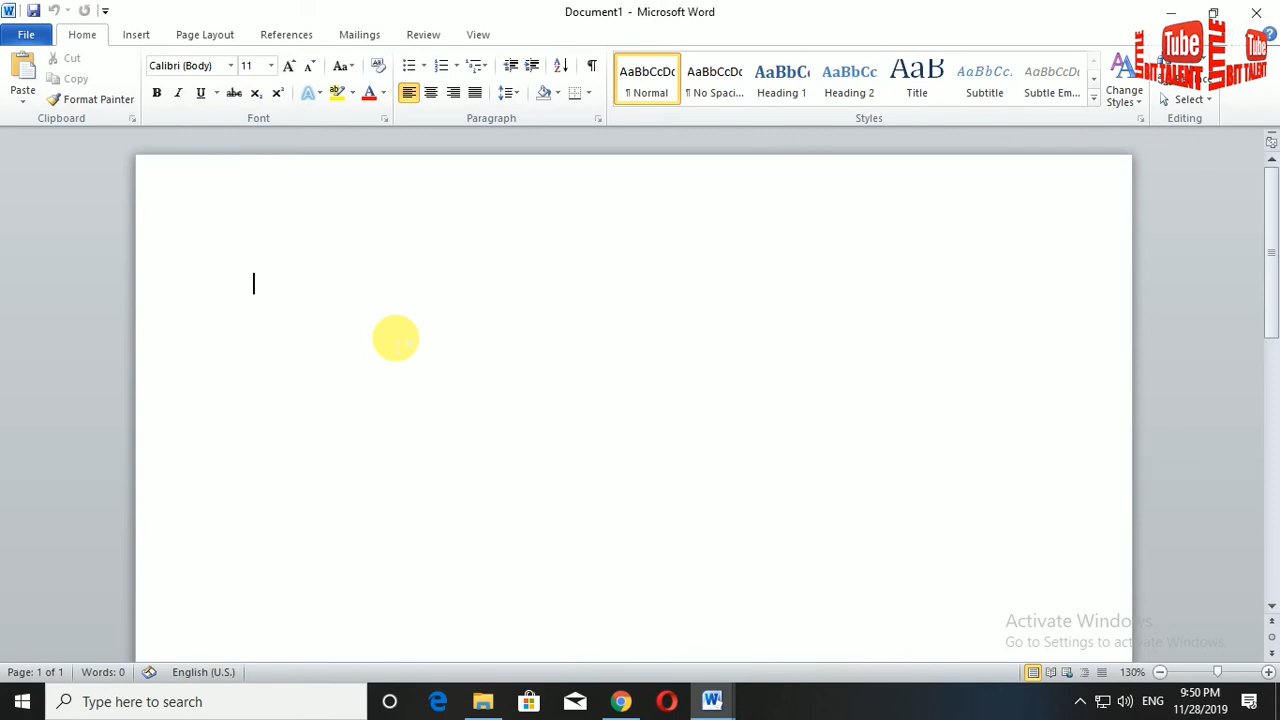 Document1 - Microsoft Word
File Home Insert Page Layout References Mailings Review View
Paste
Cut
Copy
Format Painter
Clipboard
Calibri (Body) 11
Font
Paragraph
AaBbCcDc AaBbCcDc AaBbC AaBbCc AaB AaBbCc. AaBbCcDc
¶ Normal ¶ No Spaci... Heading 1 Heading 2 Title Subtitle Subtle Em...
Styles
Change
Styles
Select
Editing
Tube
BIT TALENT
Activate Windows
Go to Settings to activate Windows.
Page: 1 of 1 Words: 0 English (U.S.) 130%
Type here to search
ENG
9:50 PM
11/28/2019